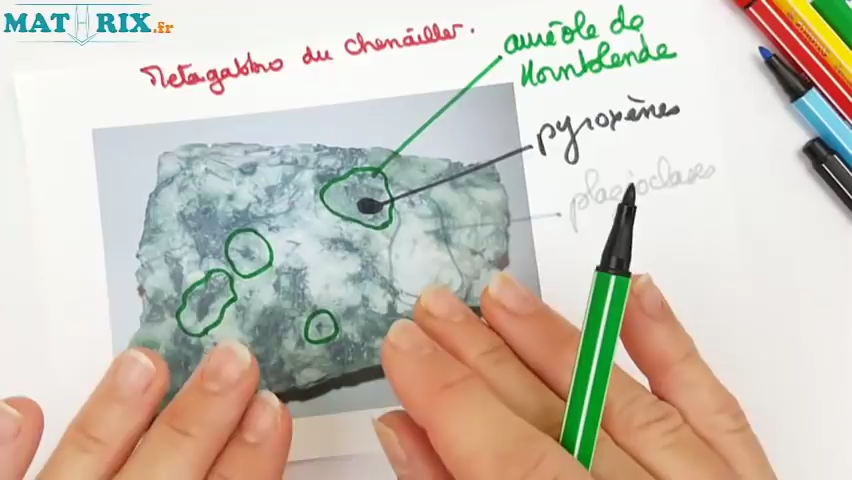 MATHRIX.fr
Metagabbro du Chenaillet.
auréole de
Hornblende
pyroxènes
plagioclases